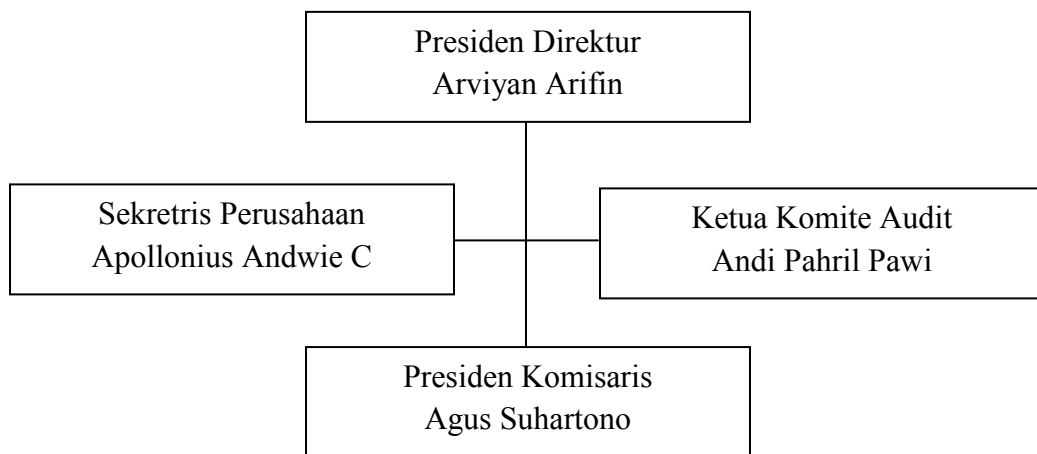 Presiden Direktur
Arviyan Arifin
Sekretris Perusahaan
Apollonius Andwie C
Ketua Komite Audit
Andi Pahril Pawi
Presiden Komisaris
Agus Suhartono